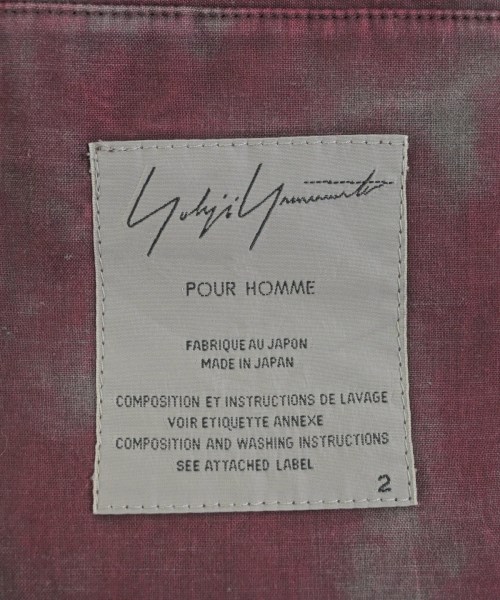 Yohji Yamamoto
POUR HOMME
FABRIQUE AU JAPON
MADE IN JAPAN
COMPOSITION ET INSTRUCTIONS DE LAVAGE
VOIR ETIQUETTE ANNEXE
COMPOSITION AND WASHING INSTRUCTIONS
SEE ATTACHED LABEL
2